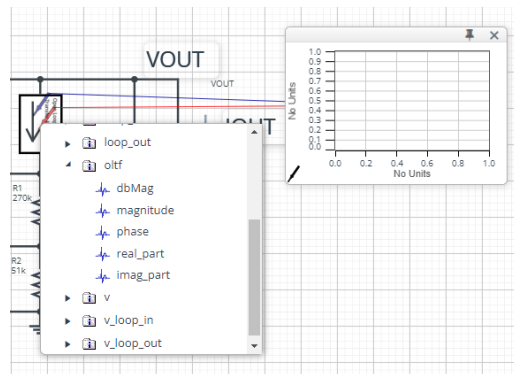 VOUT
VOUT
IOUT
R1
270k
R2
51k
loop_out
oltf
dbMag
magnitude
phase
real_part
imag_part
v
v_loop_in
v_loop_out
No Units
1.0
0.9
0.8
0.7
0.6
0.5
0.4
0.3
0.2
0.1
0.0
0.0 0.2 0.4 0.6 0.8 1.0
No Units